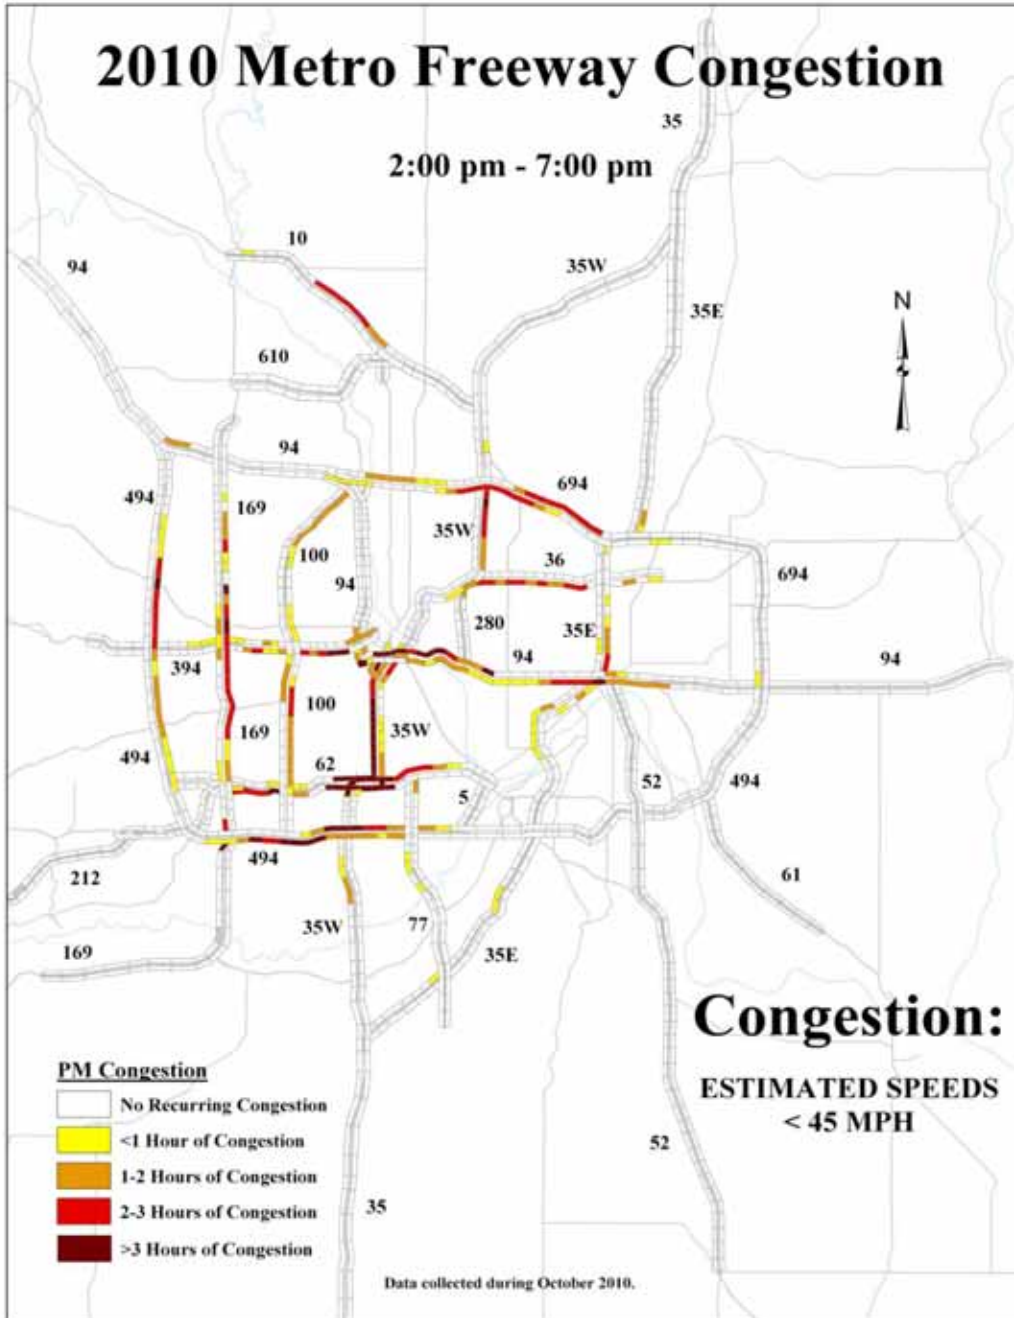 2010 Metro Freeway Congestion
35
2:00 pm - 7:00 pm
10
35W
94
N
35E
610
94
694
494
169
35W
100
36
94
694
280
35E
94
94
394
100
35W
169
62
494
52
494
5
494
61
212
35W
77
169
35E
Congestion:
PM Congestion
ESTIMATED SPEEDS
No Recurring Congestion
< 45 MPH
<1 Hour of Congestion
52
1-2 Hours of Congestion
35
2-3 Hours of Congestion
>3 Hours of Congestion
Data collected during October 2010.